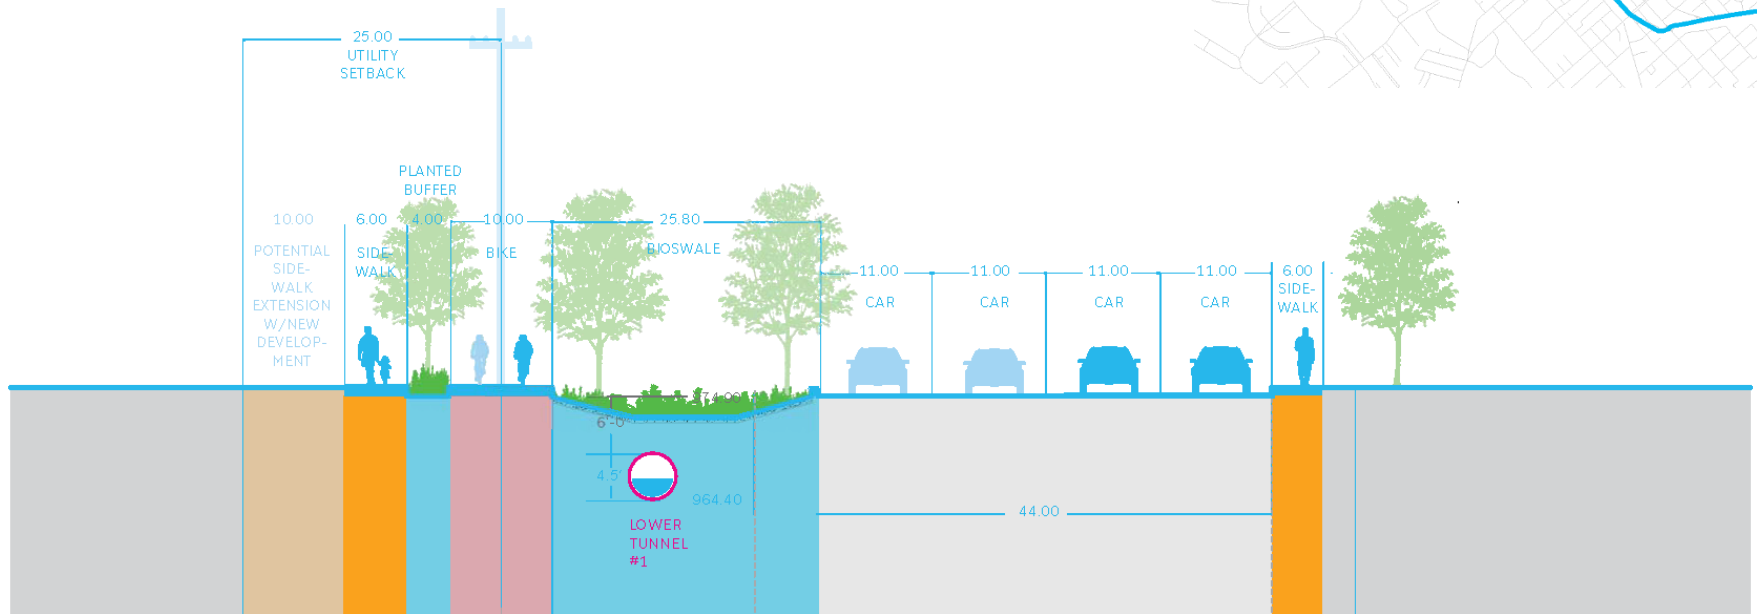 25.00
UTILITY
SETBACK
PLANTED
BUFFER
10.00
6.00
4.00
10.00
25.80
POTENTIAL
SIDE-
WALK
EXTENSION
W/NEW
DEVELOP-
MENT
SIDE-
WALK
BIKE
BIOSWALE
11.00
CAR
11.00
CAR
11.00
CAR
11.00
CAR
6.00
SIDE-
WALK
6'-0
4.5'
964.40
LOWER
TUNNEL
#1
44.00